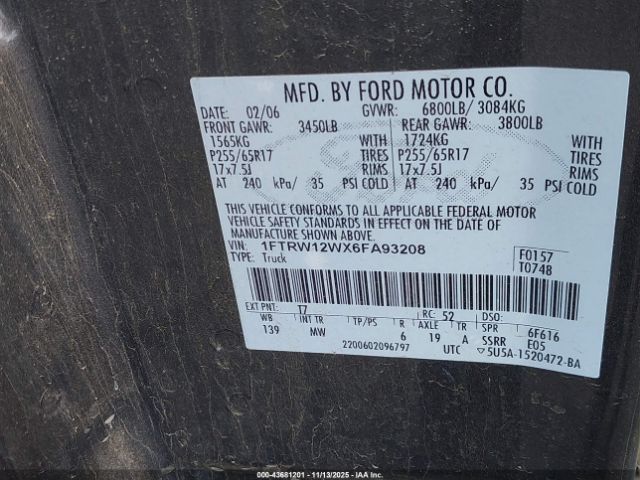 MFD. BY FORD MOTOR CO.
DATE: 02/06 GVWR: 6800LB/ 3084KG
FRONT GAWR: 3450LB REAR GAWR: 3800LB
1565KG WITH 1724KG WITH
P255/65R17 TIRES P255/65R17 TIRES
17x7.5J RIMS 17x7.5J RIMS
AT 240 kPa/ 35 PSI COLD AT 240 kPa/ 35 PSI COLD
THIS VEHICLE CONFORMS TO ALL APPLICABLE FEDERAL MOTOR
VEHICLE SAFETY STANDARDS IN EFFECT ON THE DATE OF
MANUFACTURE SHOWN ABOVE.
VIN: 1FTRW12WX6FA93208
TYPE: Truck
F0157
T0748
EXT PNT: T7 RC: 52 DSO:
WB INT TR TP/PS R AXLE TR SPR 6F616
139 MW 6 19 A SSRR E05
2200602096797 UTC ▽5U5A-1520472-BA
000-43681201 - 11/13/2025 - IAAI.com